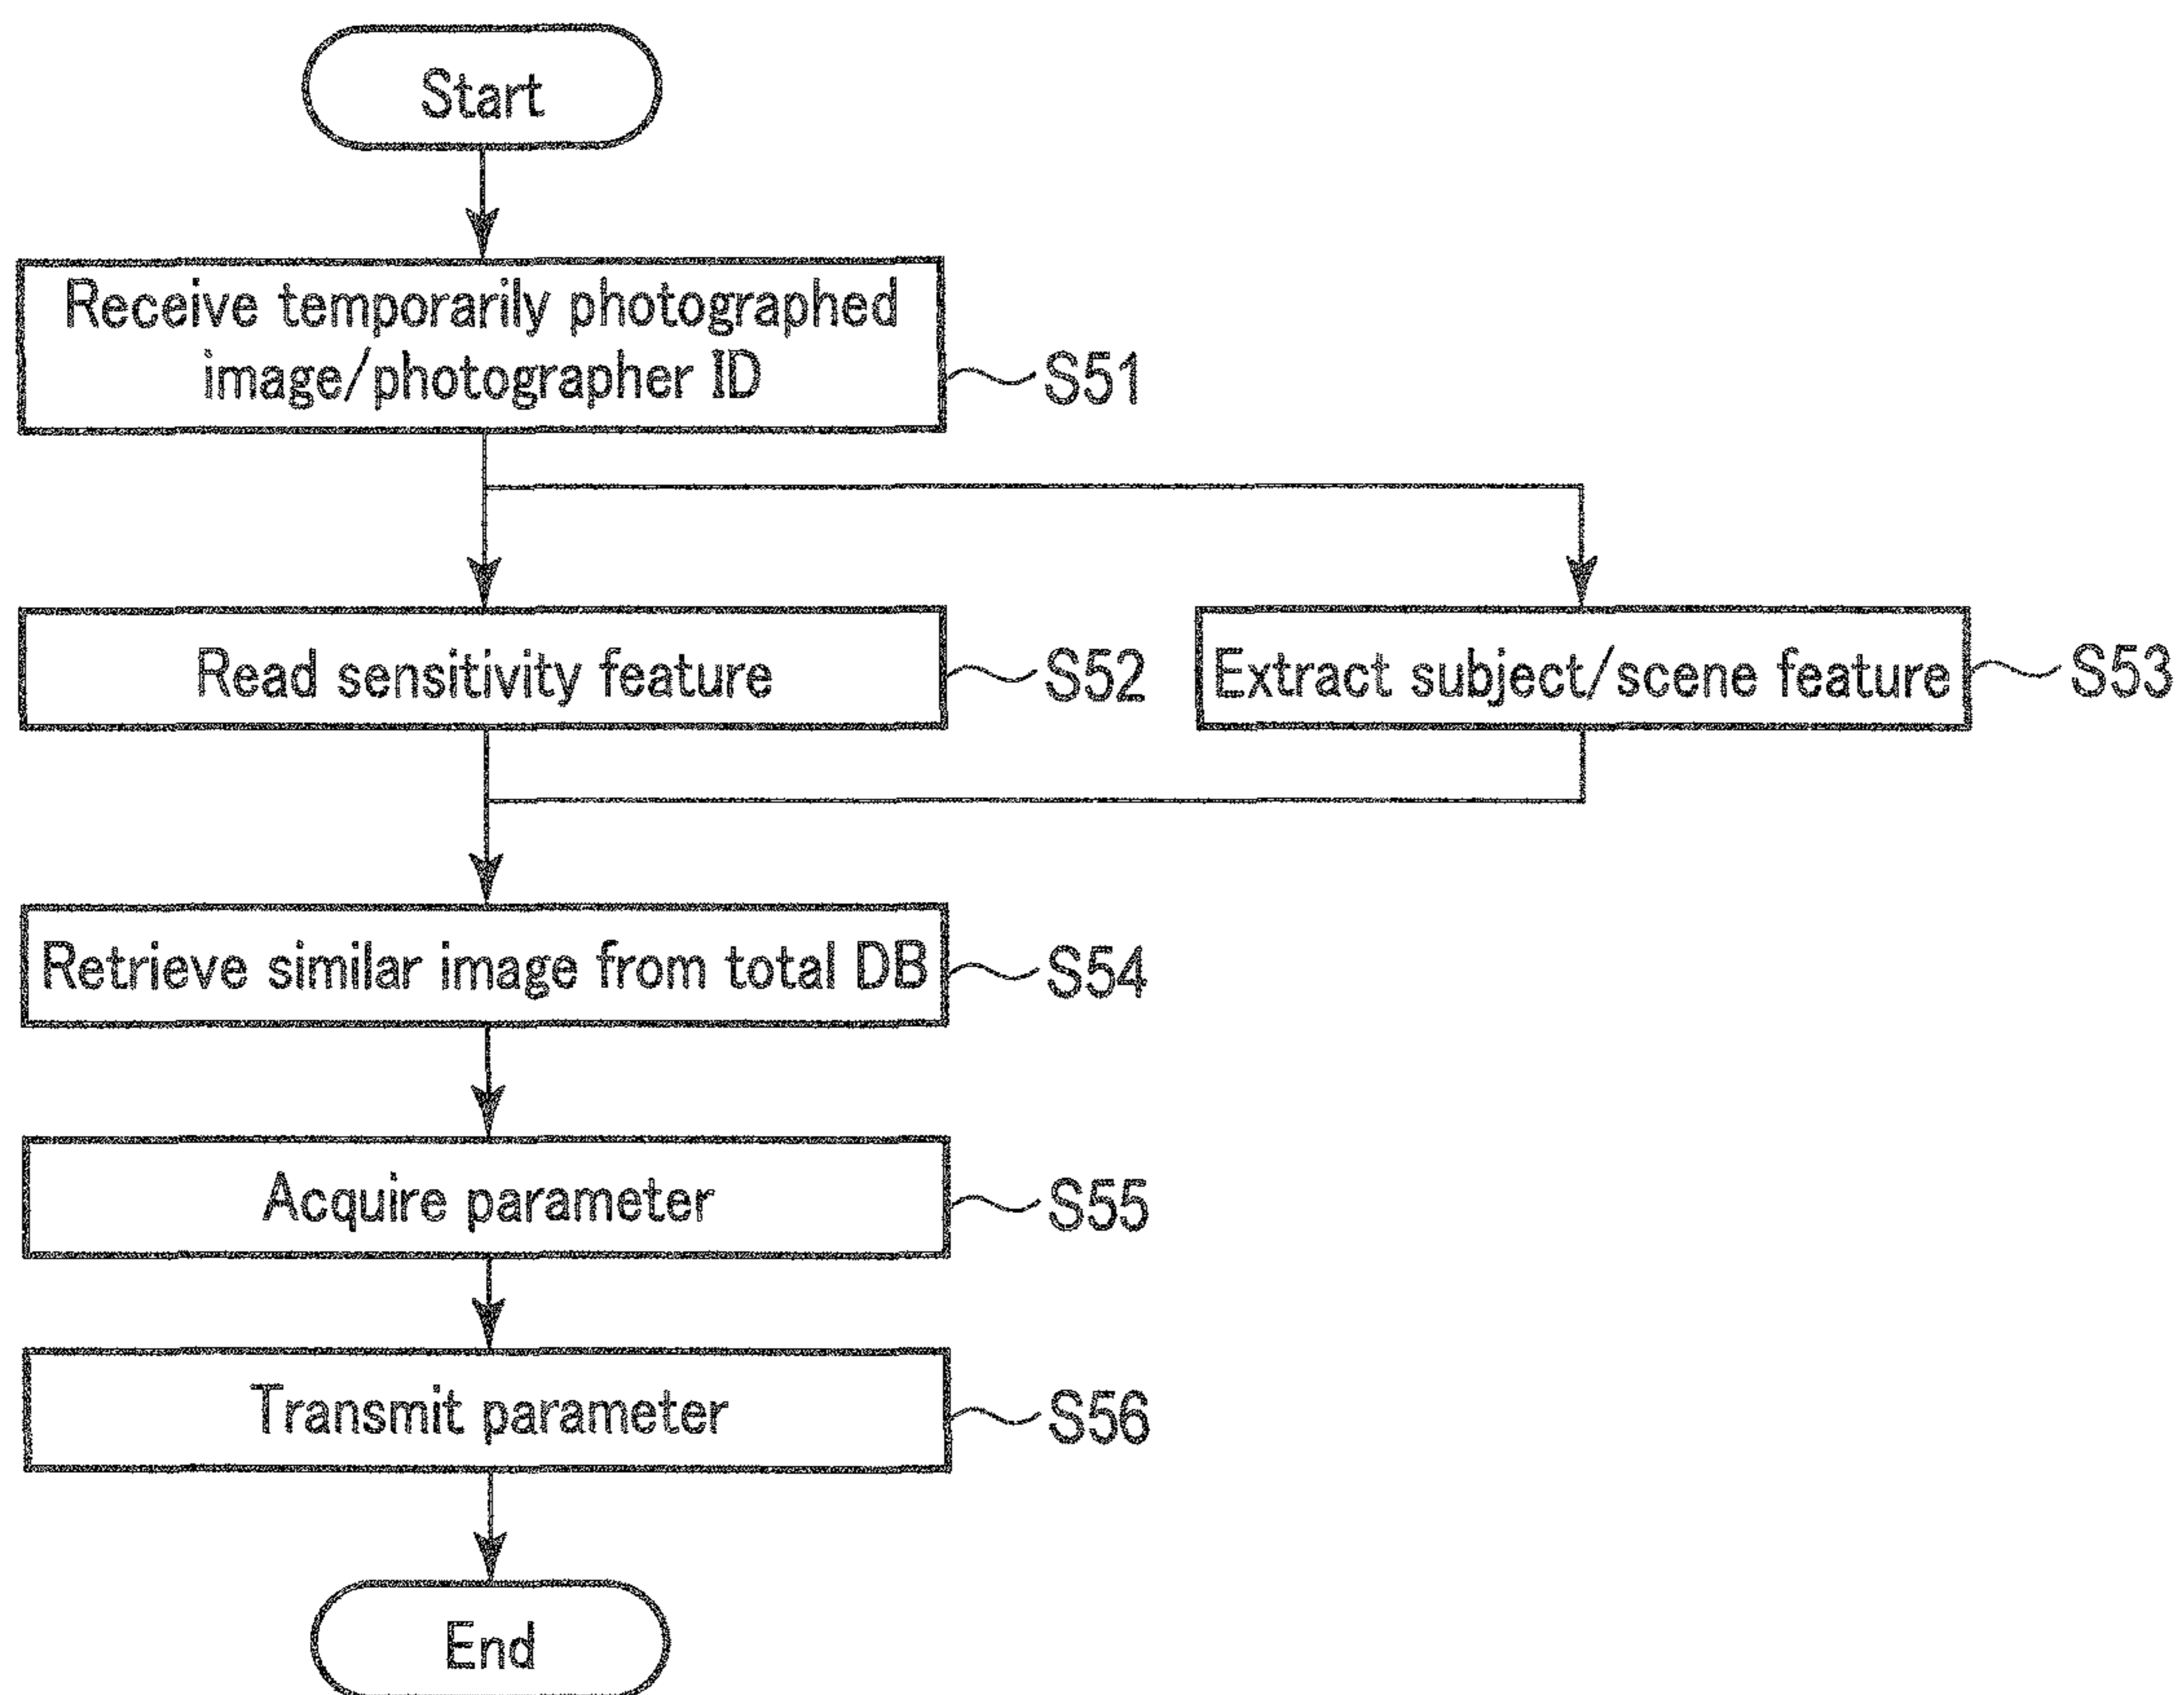 Start
Receive temporarily photographed
image/photographer ID
S51
Read sensitivity feature
S52
Extract subject/scene feature
S53
Retrieve similar image from total DB
S54
Acquire parameter
S55
Transmit parameter
S56
End